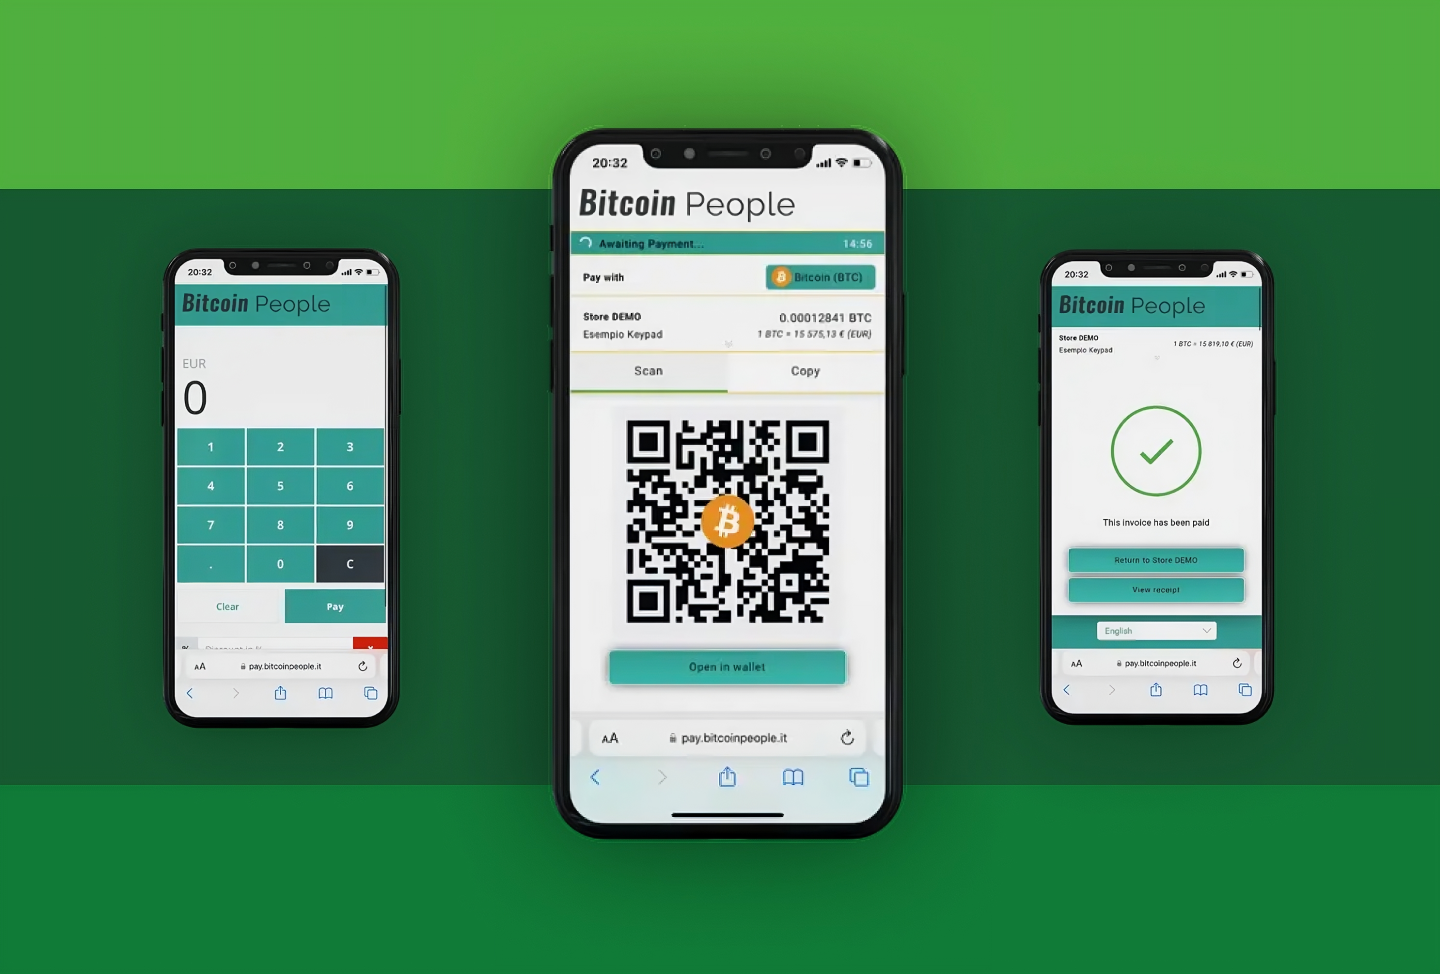 20:32
Bitcoin People
EUR
0
1 2 3
4 5 6
7 8 9
. 0 C
Clear Pay
%
AA pay.bitcoinpeople.it
20:32
Bitcoin People
Awaiting Payment... 14:56
Pay with Bitcoin (BTC)
Store DEMO 0.00012841 BTC
Esempio Keypad 1 BTC = 15 575,13 € (EUR)
Scan Copy
Open in wallet
AA pay.bitcoinpeople.it
20:32
Bitcoin People
Store DEMO
Esempio Keypad 1 BTC = 15 819,10 € (EUR)
This invoice has been paid
Return to Store DEMO
View receipt
English
AA pay.bitcoinpeople.it